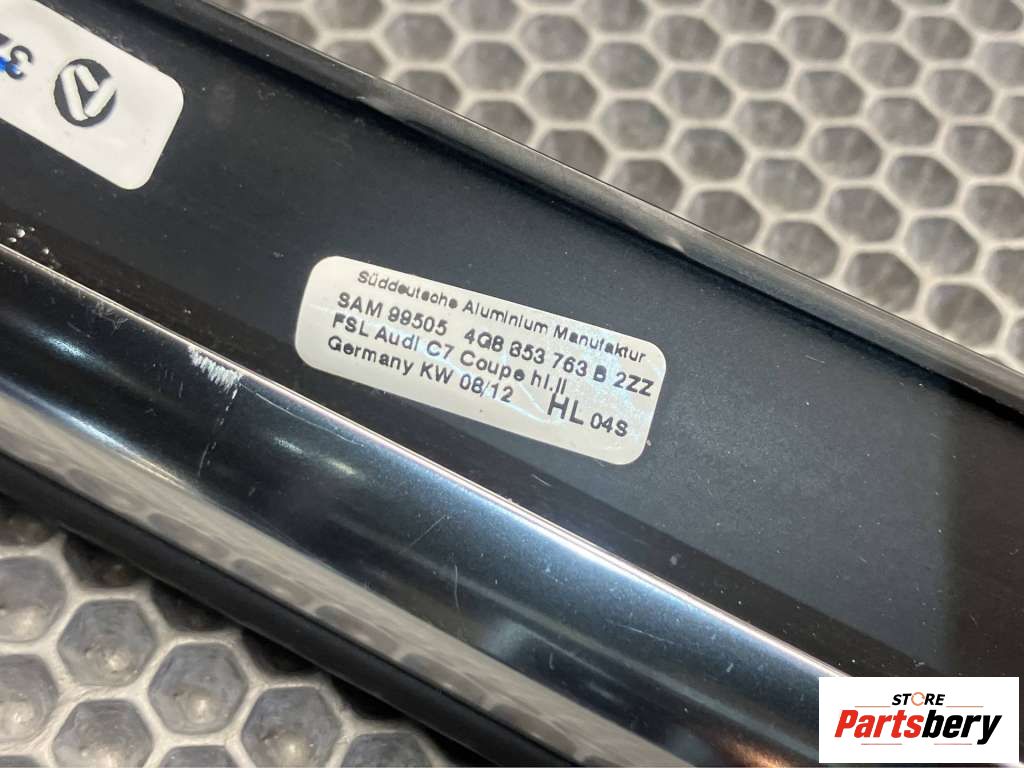 Süddeutsche Aluminium Manufaktur
SAM 99505 4G8 853 763 B 2ZZ
FSL Audi C7 Coupe hl.II
Germany KW 08/12 HL 04S
STORE
Partsbery